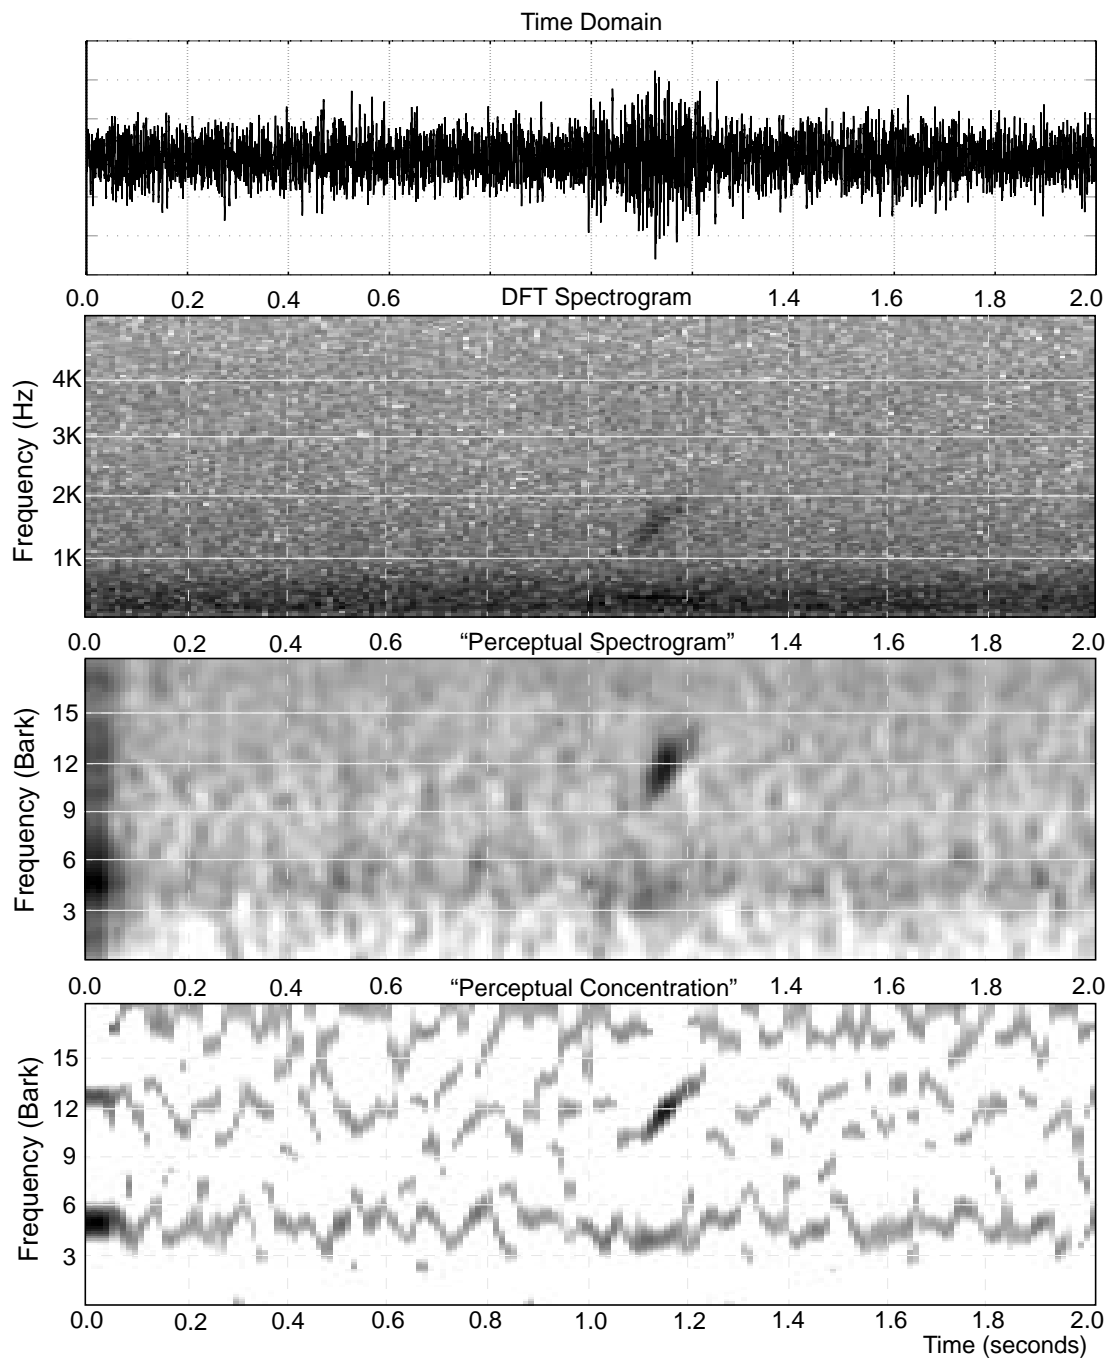 Time Domain
0.0 0.2 0.4 0.6 DFT Spectrogram 1.4 1.6 1.8 2.0
Frequency (Hz)
4K
3K
2K
1K
0.0 0.2 0.4 0.6 “Perceptual Spectrogram” 1.4 1.6 1.8 2.0
Frequency (Bark)
15
12
9
6
3
0.0 0.2 0.4 0.6 “Perceptual Concentration” 1.4 1.6 1.8 2.0
Frequency (Bark)
15
12
9
6
3
0.0 0.2 0.4 0.6 0.8 1.0 1.2 1.4 1.6 1.8 2.0
Time (seconds)